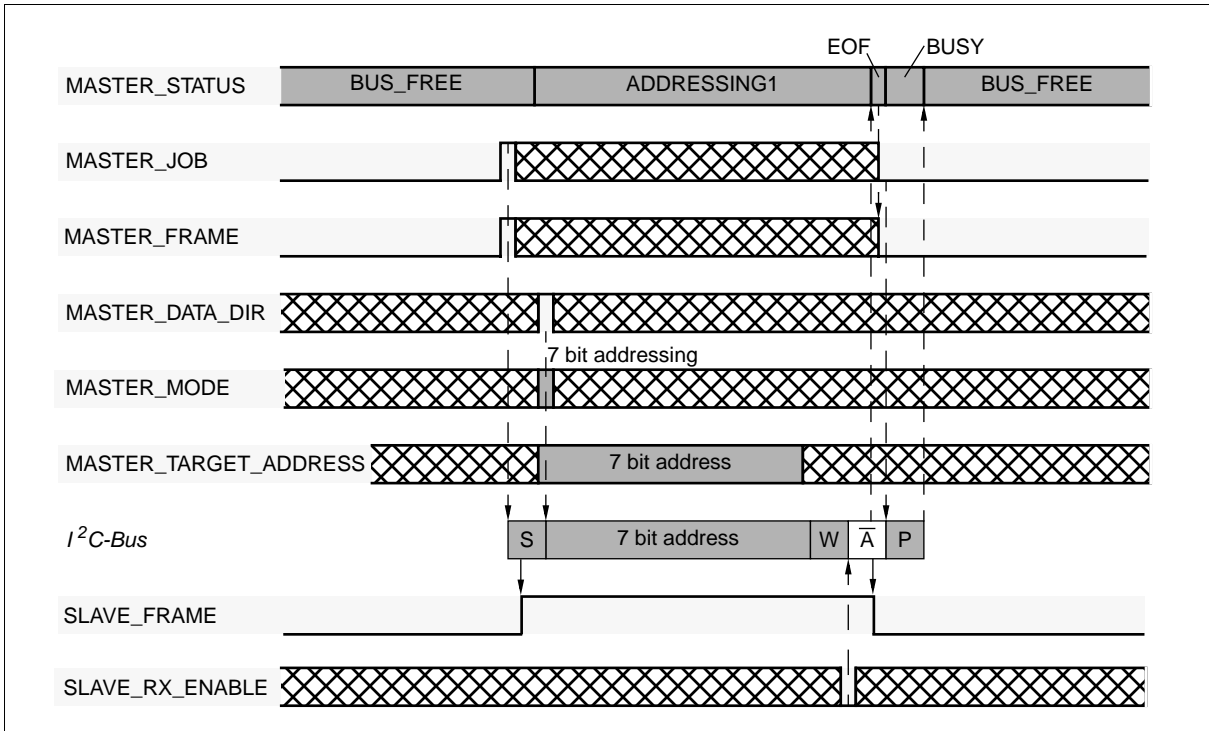 EOF BUSY
MASTER_STATUS BUS_FREE ADDRESSING1 BUS_FREE
MASTER_JOB
MASTER_FRAME
MASTER_DATA_DIR
7 bit addressing
MASTER_MODE
MASTER_TARGET_ADDRESS 7 bit address
I²C-Bus S 7 bit address W A̅ P
SLAVE_FRAME
SLAVE_RX_ENABLE